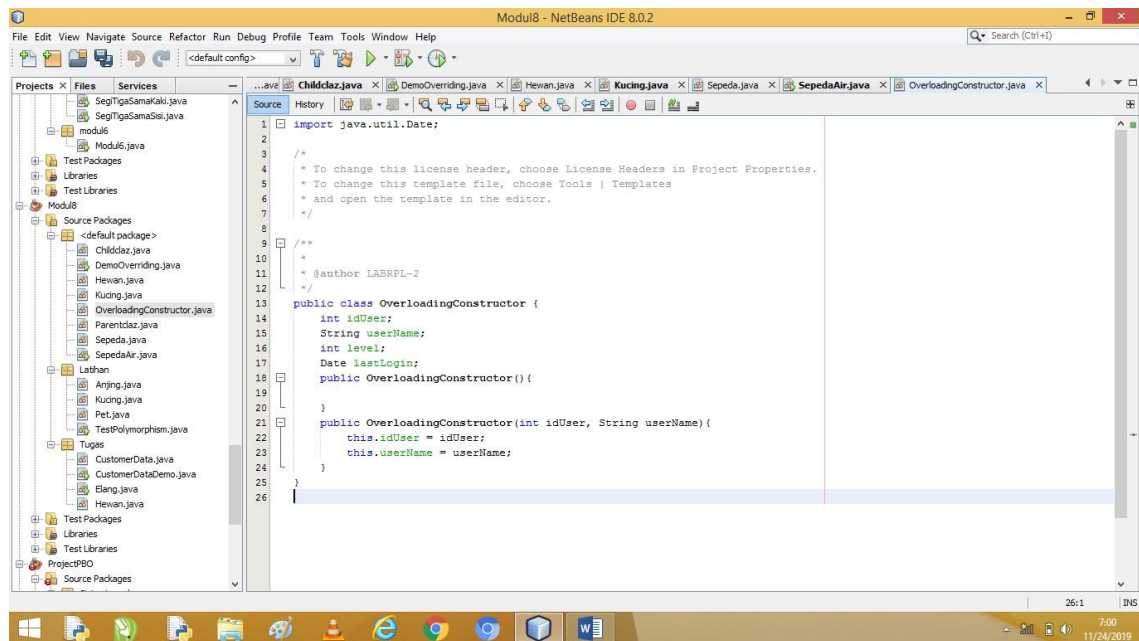 Modul8 - NetBeans IDE 8.0.2
File Edit View Navigate Source Refactor Run Debug Profile Team Tools Window Help
Search (Ctrl+I)
<default config>
Projects Files Services
...ava Childclaz.java DemoOverriding.java Hewan.java Kucing.java Sepeda.java SepedaAir.java OverloadingConstructor.java
Source History
SegiTigaSamaKaki.java
SegiTigaSamaSisi.java
modul6
Modul6.java
Test Packages
Libraries
Test Libraries
Modul8
Source Packages
<default package>
Childclaz.java
DemoOverriding.java
Hewan.java
Kucing.java
OverloadingConstructor.java
Parentclaz.java
Sepeda.java
SepedaAir.java
Latihan
Anjing.java
Kucing.java
Pet.java
TestPolymorphism.java
Tugas
CustomerData.java
CustomerDataDemo.java
Elang.java
Hewan.java
Test Packages
Libraries
Test Libraries
ProjectPBO
Source Packages
1 import java.util.Date;
2
3 /*
4 * To change this license header, choose License Headers in Project Properties.
5 * To change this template file, choose Tools | Templates
6 * and open the template in the editor.
7 */
8
9 /**
10 *
11 * @author LABRPL-2
12 */
13 public class OverloadingConstructor {
14 int idUser;
15 String userName;
16 int level;
17 Date lastLogin;
18 public OverloadingConstructor(){
19
20 }
21 public OverloadingConstructor(int idUser, String userName){
22 this.idUser = idUser;
23 this.userName = userName;
24 }
25 }
26
26:1 INS
7:00
11/24/2019